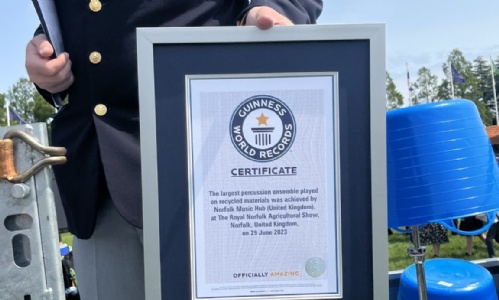 GUINNESS
WORLD RECORDS
CERTIFICATE
The largest percussion ensemble played
on recycled materials was achieved by
Norfolk Music Hub (United Kingdom),
at The Royal Norfolk Agricultural Show,
Norfolk, United Kingdom,
on 29 June 2023
OFFICIALLY AMAZING